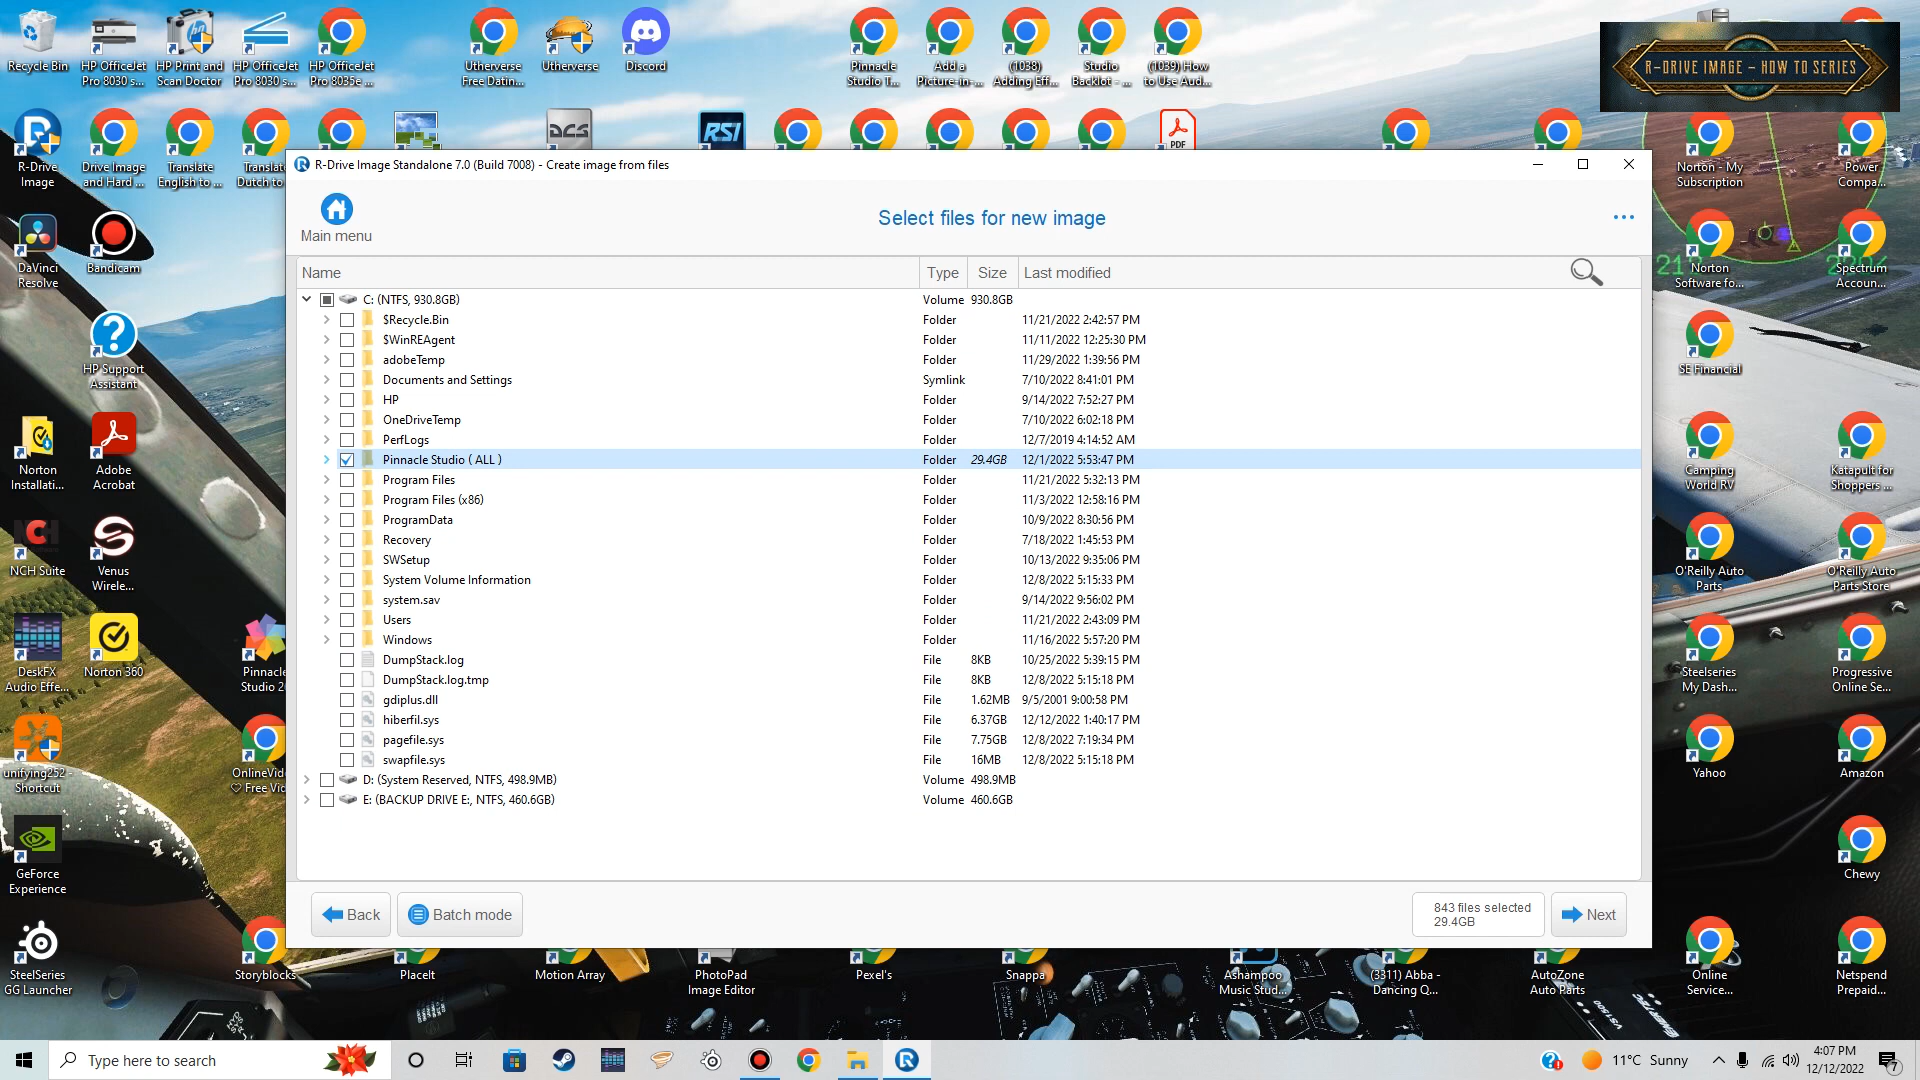 Recycle Bin
HP OfficeJet
Pro 8030 s...
HP Print and
Scan Doctor
HP OfficeJet
Pro 8030 s...
HP OfficeJet
Pro 8035e ...
Utherverse
Free Datin...
Utherverse
Discord
Pinnacle
Studio T...
Add a
Picture-in-...
(1038)
Adding Eff...
Studio
Backlot - ...
(1039) How
to Use Aud...
R-DRIVE IMAGE - HOW TO SERIES
DCS
RSI
PDF
R-Drive
Image
Drive Image
and Hard ...
Translate
English to ...
Translate
Dutch to
Norton - My
Subscription
Power
Compa...
DaVinci
Resolve
Bandicam
Norton
Software fo...
Spectrum
Accoun...
HP Support
Assistant
SE Financial
Norton
Installati...
Adobe
Acrobat
Camping
World RV
Katapult for
Shoppers ...
NCH
NCH Suite
Venus
Wirele...
O'Reilly Auto
Parts
O'Reilly Auto
Parts Store
DeskFX
Audio Effe...
Norton 360
Pinnacle
Studio 2
Steelseries
My Dash...
Progressive
Online Se...
unifying252 -
Shortcut
OnlineVid
♡ Free Vid
Yahoo
Amazon
GeForce
Experience
Chewy
SteelSeries
GG Launcher
Storyblocks
PlaceIt
Motion Array
PhotoPad
Image Editor
Pexel's
Snappa
Ashampoo
Music Stud...
(3311) Abba -
Dancing Q...
AutoZone
Auto Parts
Online
Service...
Netspend
Prepaid...
R-Drive Image Standalone 7.0 (Build 7008) - Create image from files
Main menu
Select files for new image
Name Type Size Last modified
C: (NTFS, 930.8GB) Volume 930.8GB
$Recycle.Bin Folder 11/21/2022 2:42:57 PM
$WinREAgent Folder 11/11/2022 12:25:30 PM
adobeTemp Folder 11/29/2022 1:39:56 PM
Documents and Settings Symlink 7/10/2022 8:41:01 PM
HP Folder 9/14/2022 7:52:27 PM
OneDriveTemp Folder 7/10/2022 6:02:18 PM
PerfLogs Folder 12/7/2019 4:14:52 AM
Pinnacle Studio ( ALL ) Folder 29.4GB 12/1/2022 5:53:47 PM
Program Files Folder 11/21/2022 5:32:13 PM
Program Files (x86) Folder 11/3/2022 12:58:16 PM
ProgramData Folder 10/9/2022 8:30:56 PM
Recovery Folder 7/18/2022 1:45:53 PM
SWSetup Folder 10/13/2022 9:35:06 PM
System Volume Information Folder 12/8/2022 5:15:33 PM
system.sav Folder 9/14/2022 9:56:02 PM
Users Folder 11/21/2022 2:43:09 PM
Windows Folder 11/16/2022 5:57:20 PM
DumpStack.log File 8KB 10/25/2022 5:39:15 PM
DumpStack.log.tmp File 8KB 12/8/2022 5:15:18 PM
gdiplus.dll File 1.62MB 9/5/2001 9:00:58 PM
hiberfil.sys File 6.37GB 12/12/2022 1:40:17 PM
pagefile.sys File 7.75GB 12/8/2022 7:19:34 PM
swapfile.sys File 16MB 12/8/2022 5:15:18 PM
D: (System Reserved, NTFS, 498.9MB) Volume 498.9MB
E: (BACKUP DRIVE E:, NTFS, 460.6GB) Volume 460.6GB
Back
Batch mode
843 files selected
29.4GB
Next
Type here to search
11°C Sunny
4:07 PM
12/12/2022
7